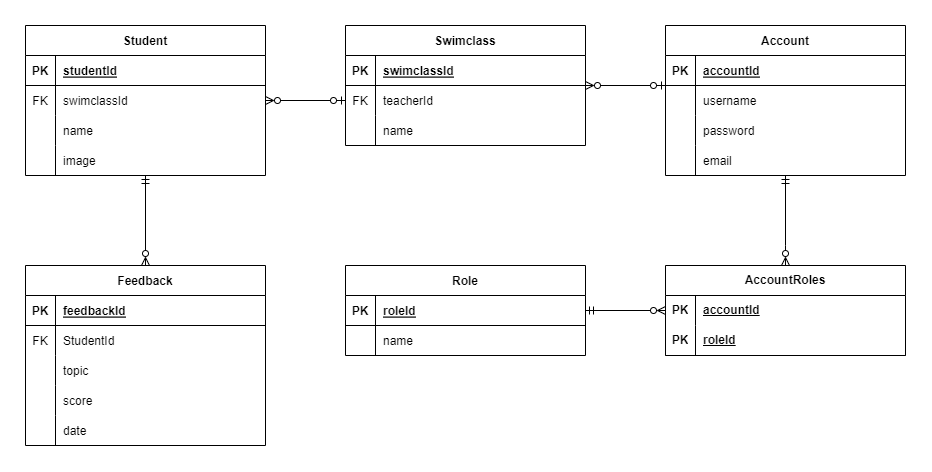 Student
PK studentId
FK swimclassId
name
image
Swimclass
PK swimclassId
FK teacherId
name
Account
PK accountId
username
password
email
Feedback
PK feedbackId
FK StudentId
topic
score
date
Role
PK roleId
name
AccountRoles
PK accountId
PK roleId